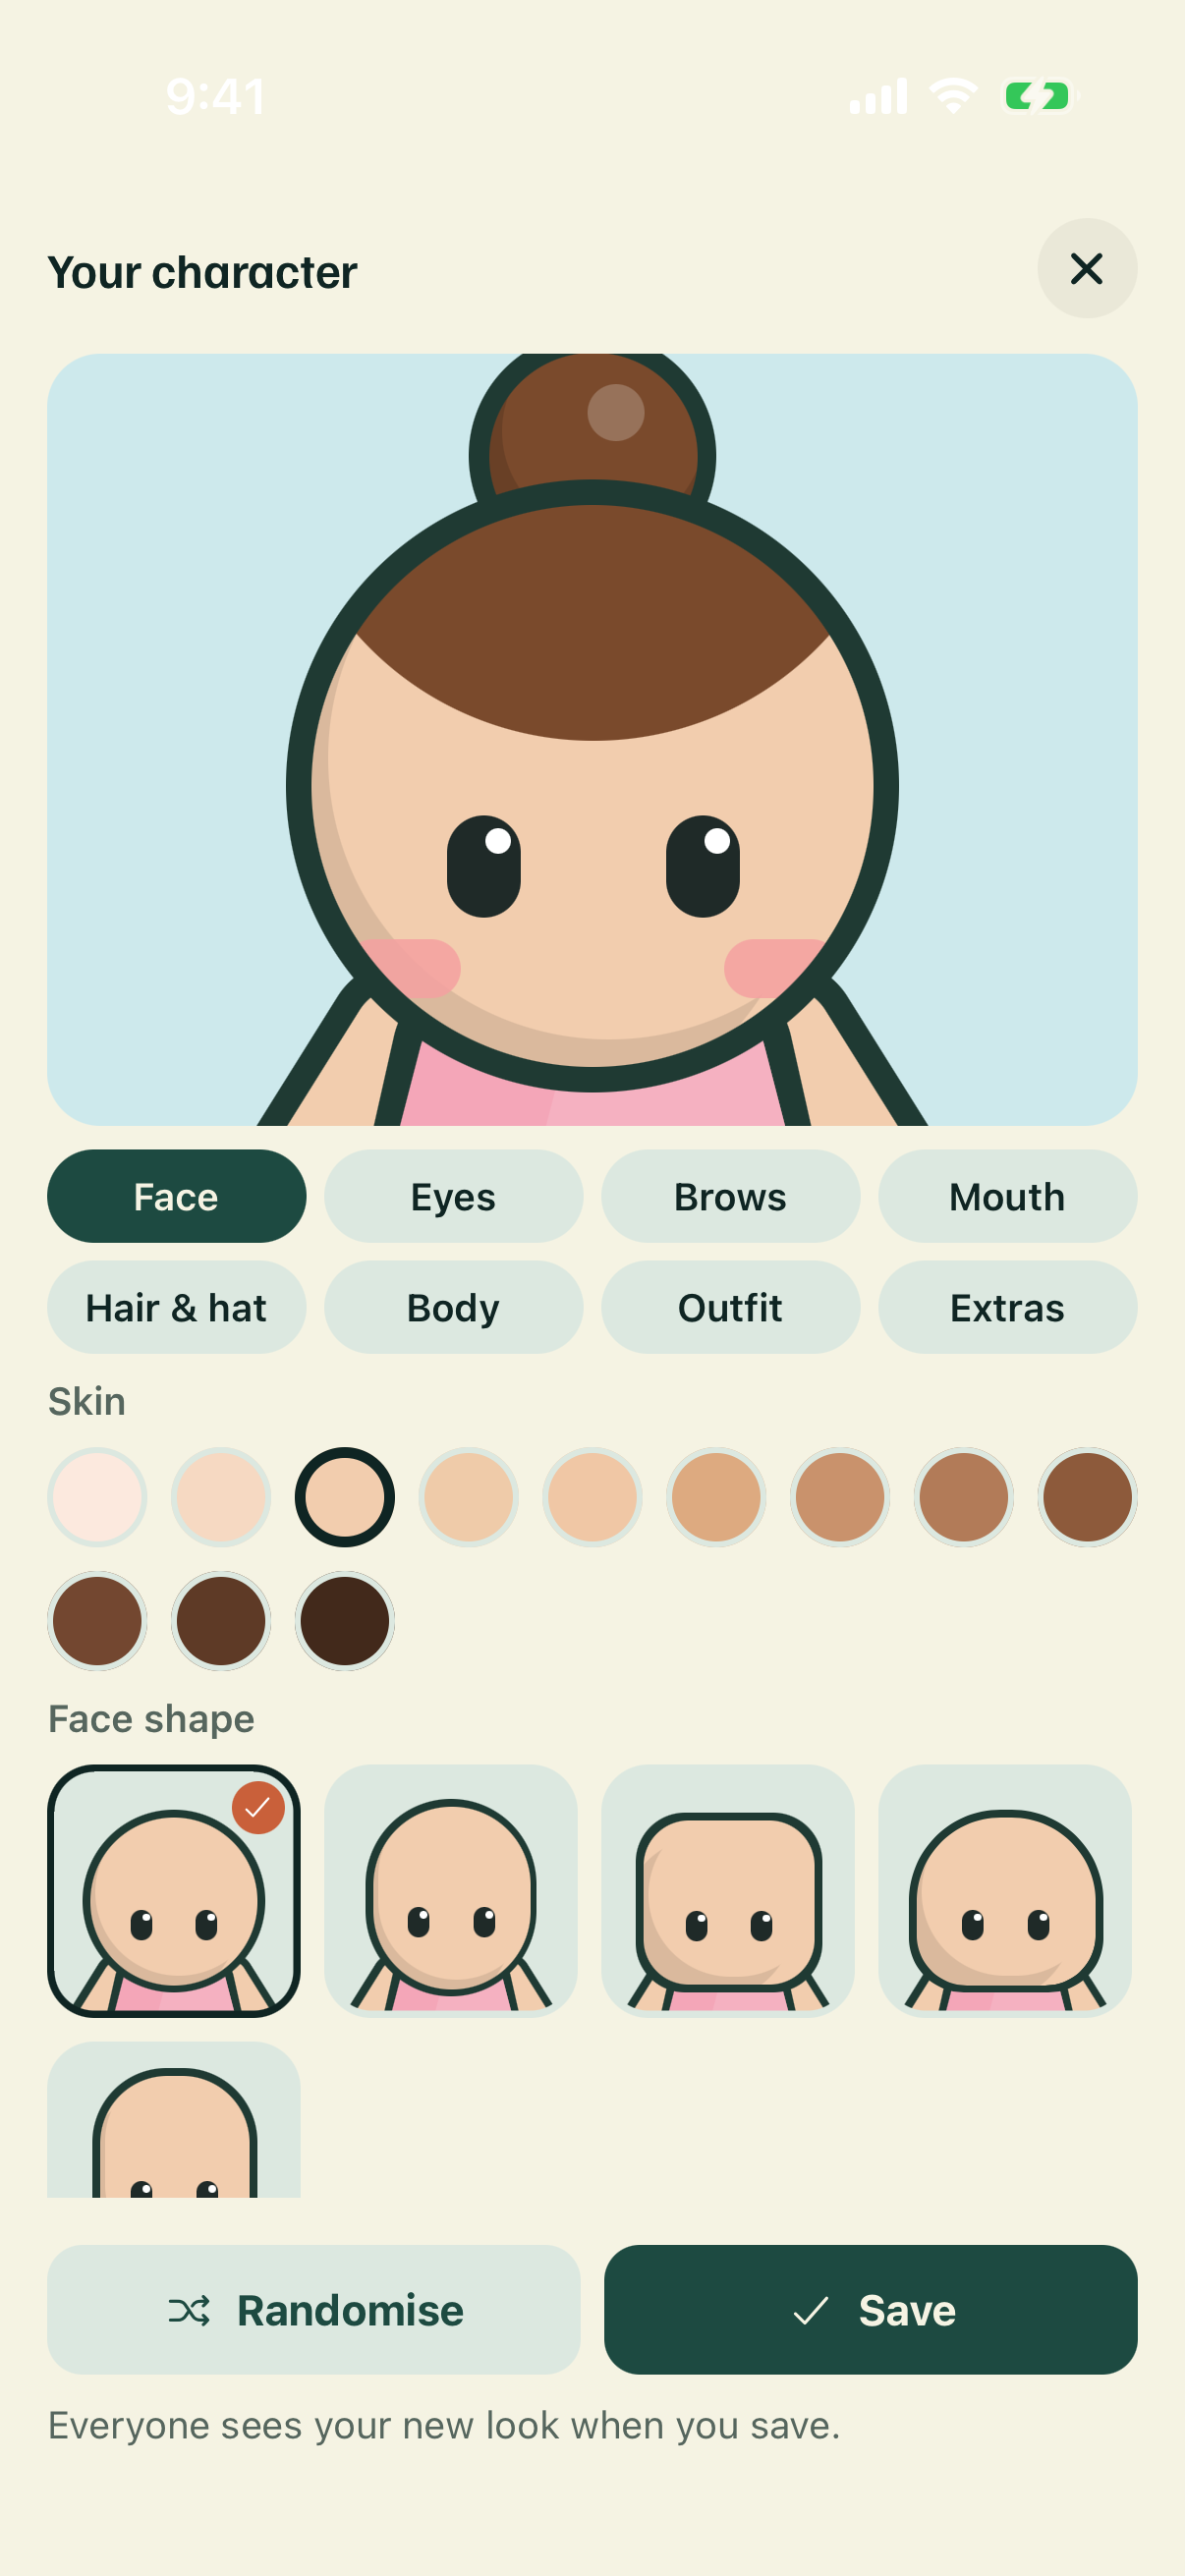 9:41
Your character
Face
Eyes
Brows
Mouth
Hair & hat
Body
Outfit
Extras
Skin
Face shape
Randomise
Save
Everyone sees your new look when you save.